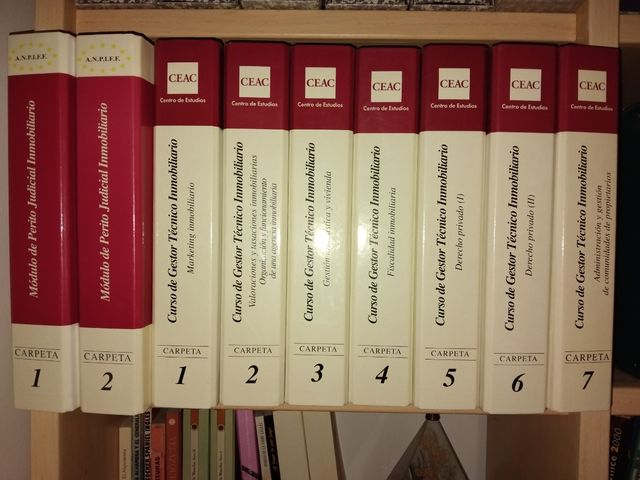 A.N.P.I.F.F.
Módulo de Perito Judicial Inmobiliario
CARPETA
1
A.N.P.I.F.F.
Módulo de Perito Judicial Inmobiliario
CARPETA
2
CEAC
Centro de Estudios
Curso de Gestor Técnico Inmobiliario
Marketing inmobiliario
CARPETA
1
CEAC
Centro de Estudios
Curso de Gestor Técnico Inmobiliario
Valoraciones y tasaciones inmobiliarias
y funcionamiento
de una agencia inmobiliaria
CARPETA
2
CEAC
Centro de Estudios
Curso de Gestor Técnico Inmobiliario
y vivienda
CARPETA
3
CEAC
Centro de Estudios
Curso de Gestor Técnico Inmobiliario
Fiscalidad inmobiliaria
CARPETA
4
CEAC
Centro de Estudios
Curso de Gestor Técnico Inmobiliario
Derecho privado (I)
CARPETA
5
CEAC
Centro de Estudios
Curso de Gestor Técnico Inmobiliario
Derecho privado (II)
CARPETA
6
CEAC
Centro de Estudios
Curso de Gestor Técnico Inmobiliario
Administración y gestión
de comunidades de propietarios
CARPETA
7
Office 2000